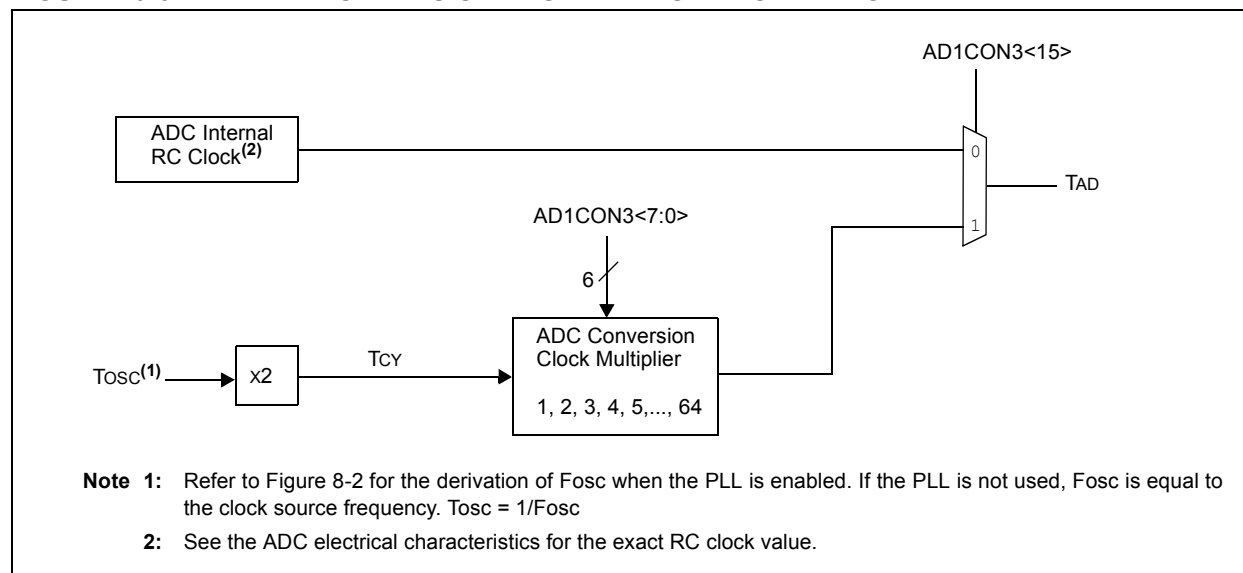 AD1CON3<15>
ADC Internal
RC Clock(2)
0
TAD
AD1CON3<7:0>
1
6
ADC Conversion
Clock Multiplier
TOSC(1)
X2
TCY
1, 2, 3, 4, 5,..., 64
Note 1: Refer to Figure 8-2 for the derivation of Fosc when the PLL is enabled. If the PLL is not used, Fosc is equal to
the clock source frequency. Tosc = 1/Fosc
2: See the ADC electrical characteristics for the exact RC clock value.